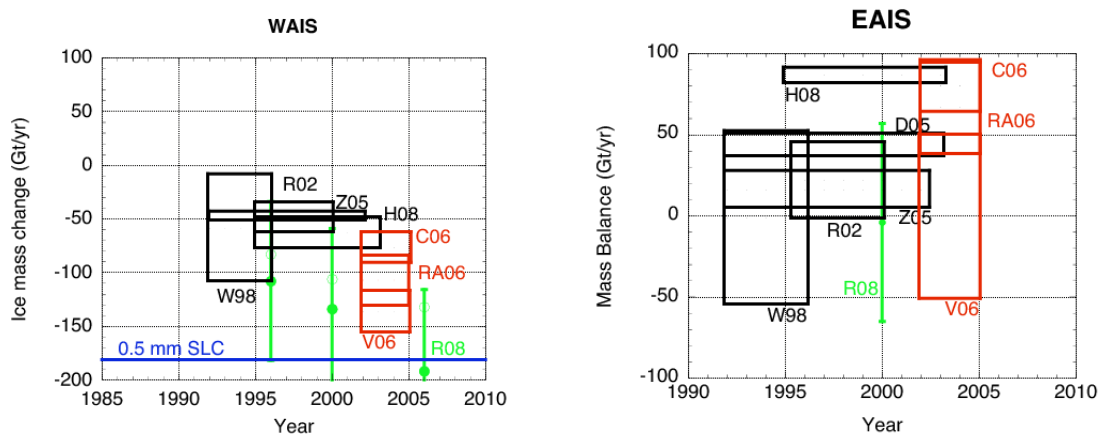 WAIS
Ice mass change (Gt/yr)
100
50
0
-50
-100
-150
-200
R02
Z05
H08
C06
RA06
W98
V06
R08
0.5 mm SLC
1985 1990 1995 2000 2005 2010
Year
EAIS
Mass Balance (Gt/yr)
100
50
0
-50
-100
C06
H08
RA06
D05
Z05
R02
R08
W98
V06
1990 1995 2000 2005 2010
Year